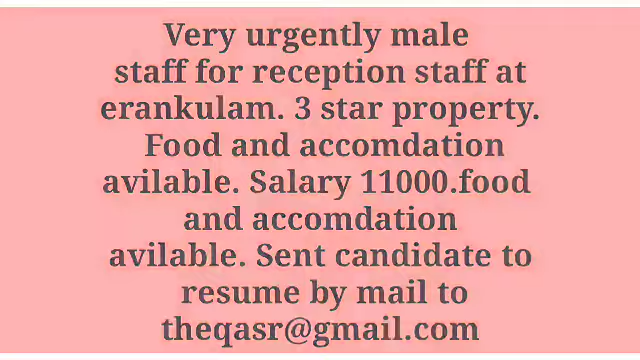 Very urgently male
staff for reception staff at
erankulam. 3 star property.
Food and accomdation
avilable. Salary 11000.food
and accomdation
avilable. Sent candidate to
resume by mail to
theqasr@gmail.com